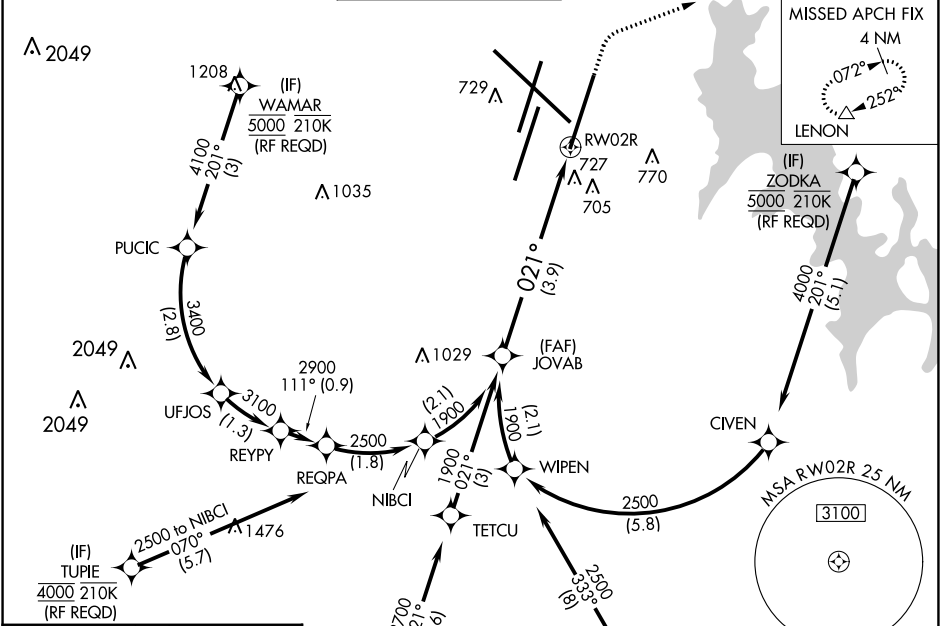 2049
1208
(IF)
WAMAR
5000 210K
(RF REQD)
4100
201°
(3)
1035
PUCIC
3400
(2.8)
2049
2049
UFJOS
3100
(1.3)
REYPY
2900
111° (0.9)
REQPA
2500
(1.8)
NIBCI
(2.1)
1900
2500 to NIBCI
070°
(5.7)
1476
(IF)
TUPIE
4000 210K
(RF REQD)
729
RW02R
727
705
770
021°
(3.9)
1029
(FAF)
JOVAB
1900
021°
(3)
TETCU
(2.1)
1900
WIPEN
2500
(5.8)
2500
333°
(8)
CIVEN
4000
201°
(5.1)
(IF)
ZODKA
5000 210K
(RF REQD)
MISSED APCH FIX
4 NM
072°
252°
LENON
MSA RW02R 25 NM
3100